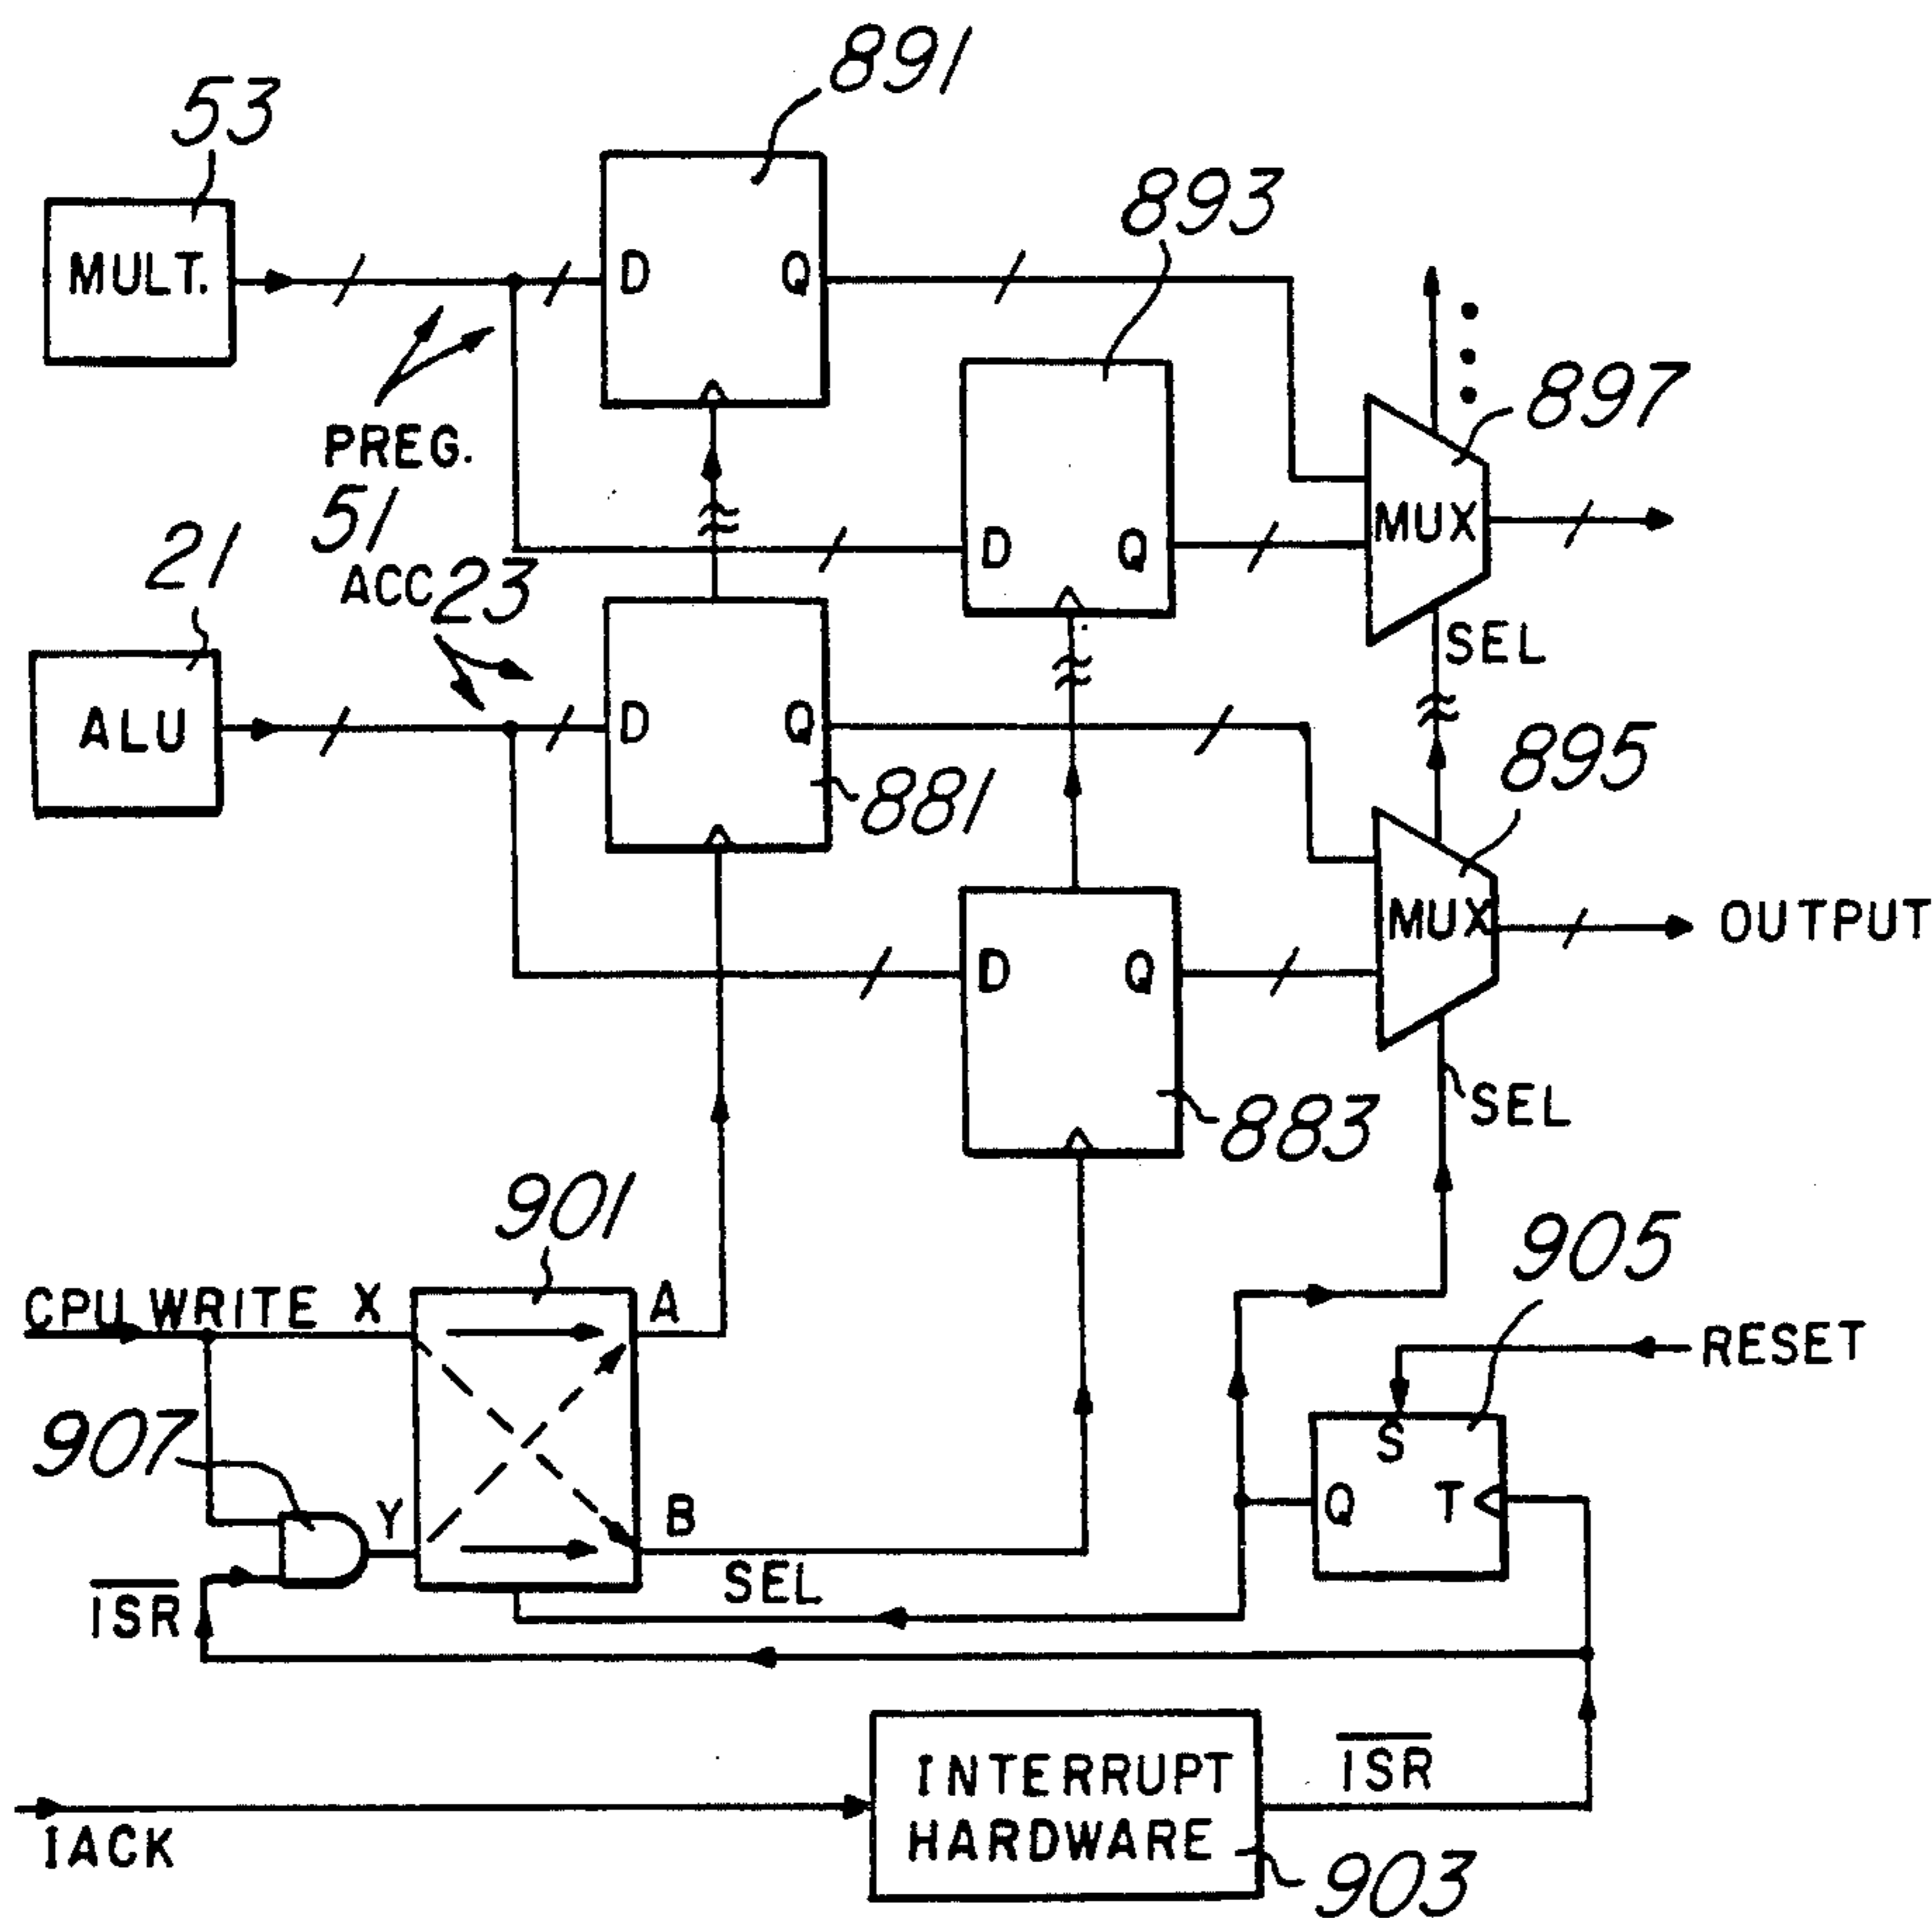 891
53
893
MULT.
D
Q
897
PREG.
51
MUX
D
Q
21
ACC 23
SEL
ALU
D
Q
895
881
MUX
OUTPUT
D
Q
SEL
883
901
905
CPU WRITE X
A
RESET
907
S
Y
B
Q
T
SEL
ISR
INTERRUPT
HARDWARE
ISR
IACK
903